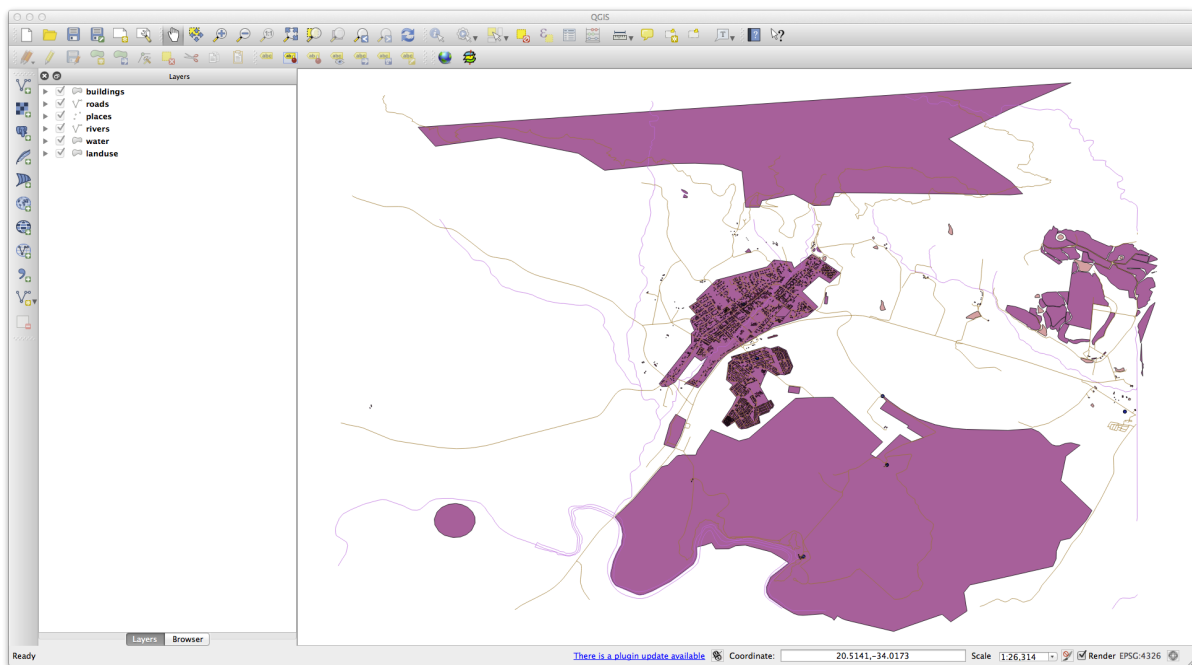 QGIS
Layers
buildings
roads
places
rivers
water
landuse
Layers Browser
Ready There is a plugin update available Coordinate: 20.5141,-34.0173 Scale 1:26,314 Render EPSG:4326